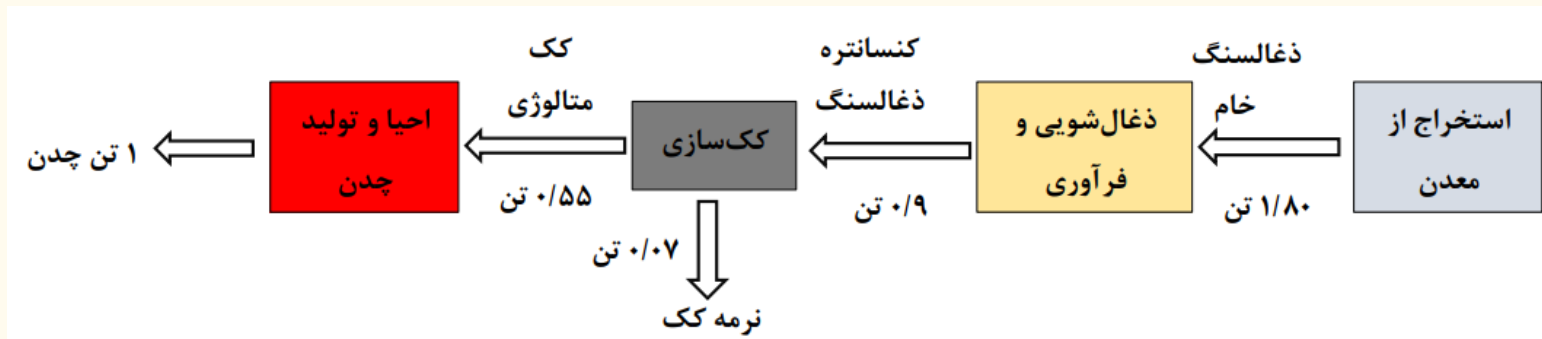 استخراج از
معدن
ذغالسنگ
خام
۱/۸۰ تن
ذغال‌شویی و
فرآوری
کنسانتره
ذغالسنگ
۰/۹ تن
کک‌سازی
۰/۰۷ تن
نرمه کک
کک
متالوژی
۰/۵۵ تن
احیا و تولید
چدن
۱ تن چدن